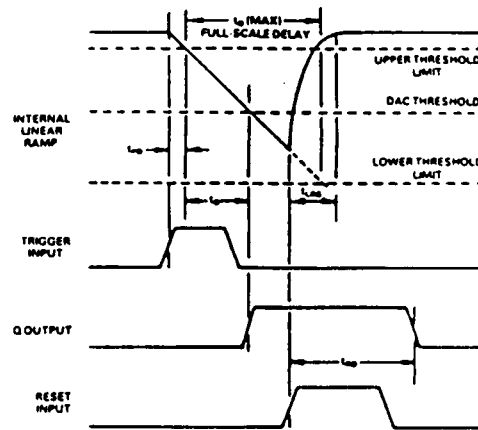 tD (MAX)
FULL-SCALE DELAY
UPPER THRESHOLD
LIMIT
DAC THRESHOLD
INTERNAL
LINEAR
RAMP
LOWER THRESHOLD
LIMIT
tD
TRIGGER
INPUT
Q OUTPUT
RESET
INPUT